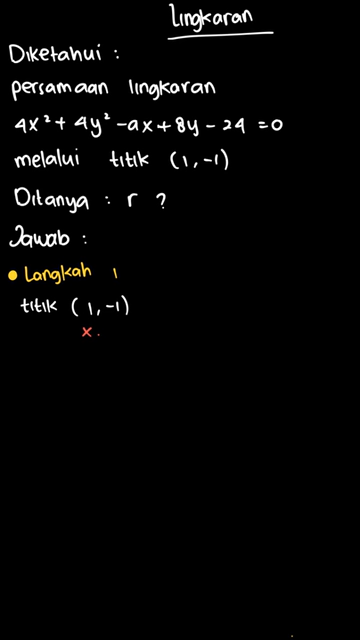 Lingkaran
Diketahui :
persamaan lingkaran
4x² + 4y² - ax + 8y - 24 = 0
melalui titik (1, -1)
Ditanya : r ?
Jawab :
• Langkah 1
titik (1, -1)
x .